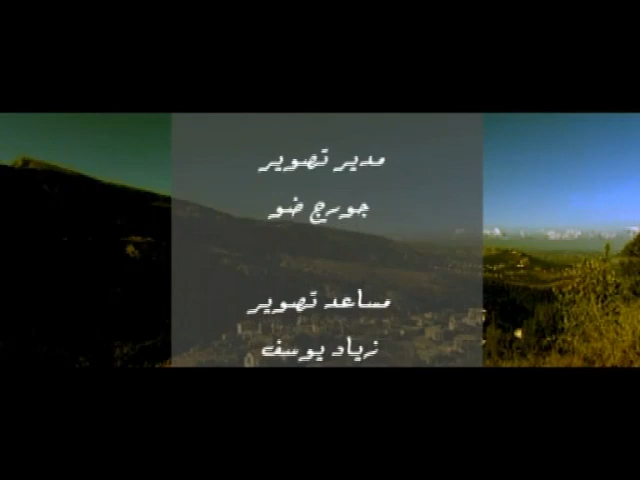 مدير تصوير
جورج ضو
مساعد تصوير
زياد يوسف